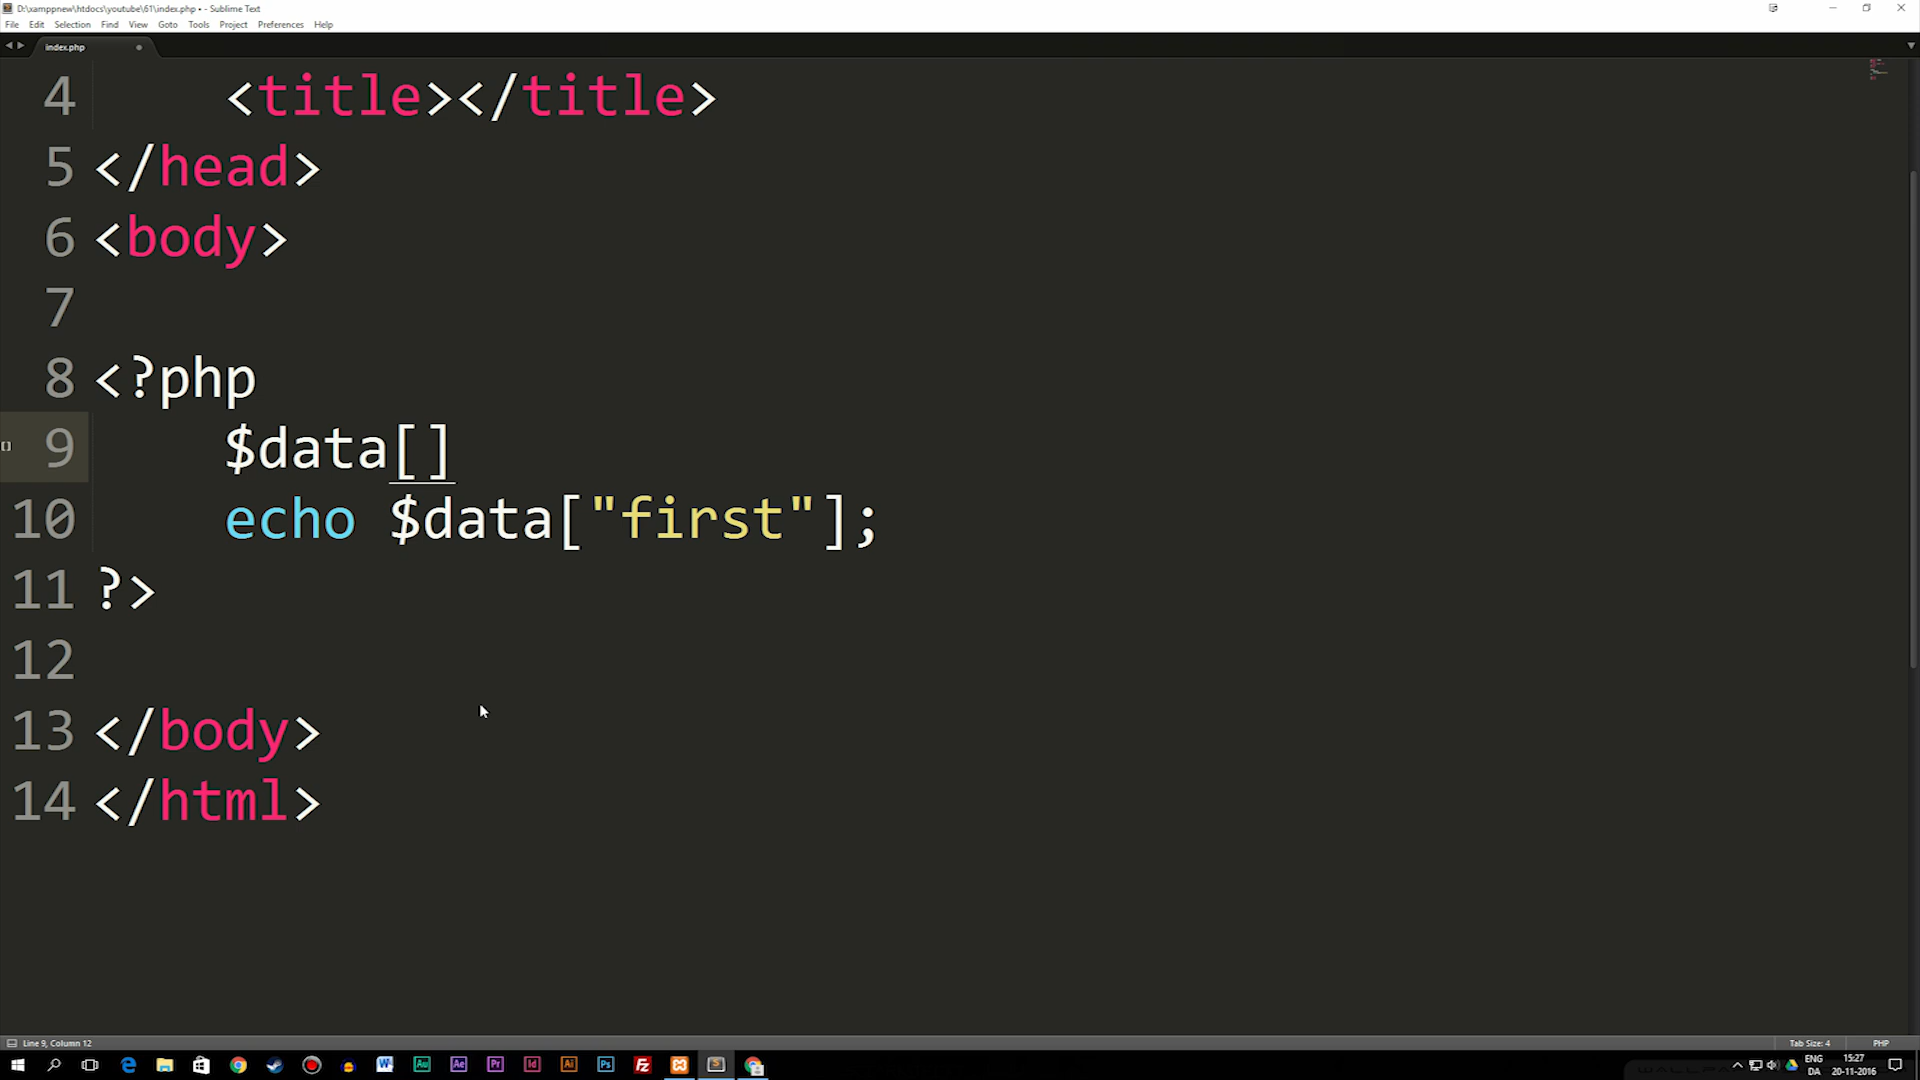 D:\xamppnew\htdocs\youtube\61\index.php • - Sublime Text
File Edit Selection Find View Goto Tools Project Preferences Help
index.php
4 <title></title>
5 </head>
6 <body>
7
8 <?php
9 $data[]
10 echo $data["first"];
11 ?>
12
13 </body>
14 </html>
Line 9, Column 12 Tab Size: 4 PHP
ENG 15:27
DA 20-11-2016